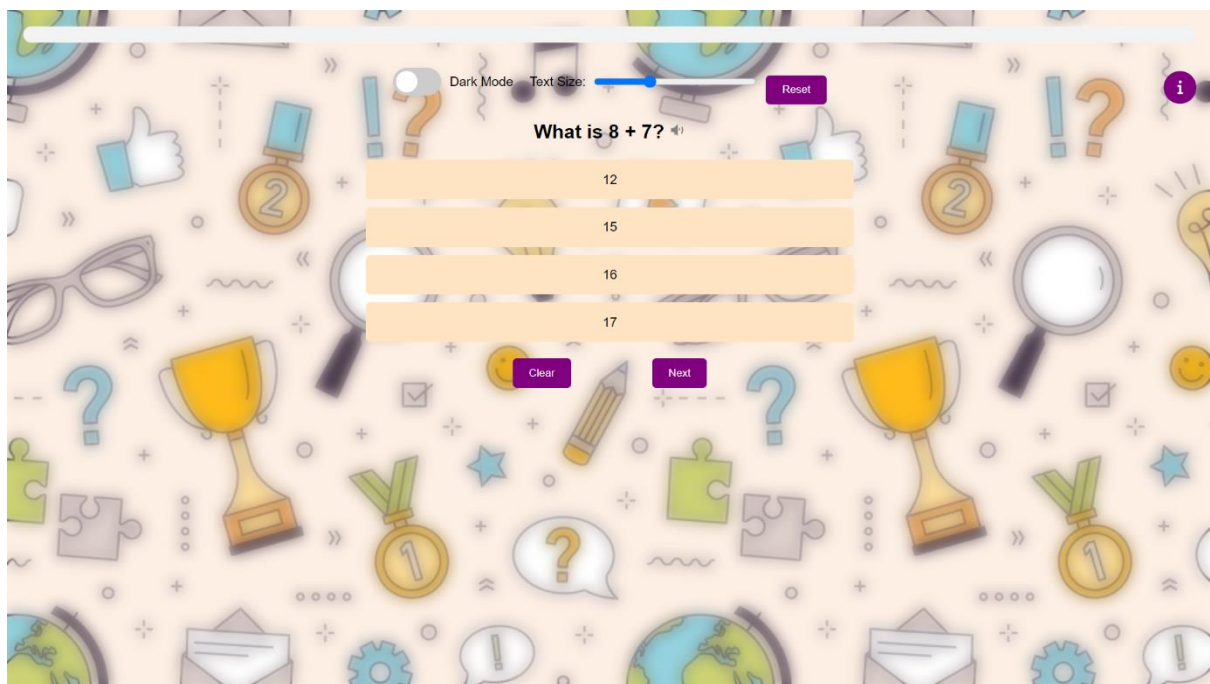 Dark Mode Text Size: Reset
i
What is 8 + 7?
12
15
16
17
Clear Next